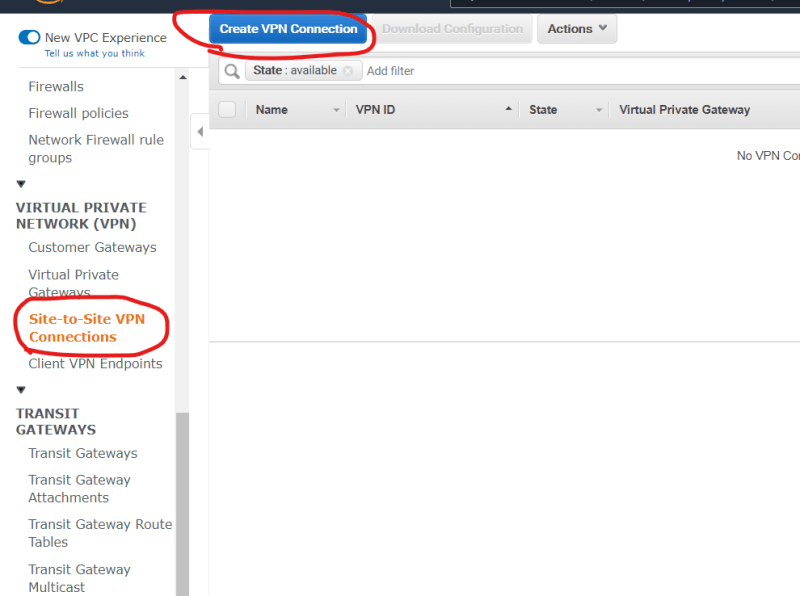 Create VPN Connection
Download Configuration
Actions
New VPC Experience
Tell us what you think
State : available
Add filter
Name
VPN ID
State
Virtual Private Gateway
No VPN
Firewalls
Firewall policies
Network Firewall rule
groups
VIRTUAL PRIVATE
NETWORK (VPN)
Customer Gateways
Virtual Private
Gateways
Site-to-Site VPN
Connections
Client VPN Endpoints
TRANSIT
GATEWAYS
Transit Gateways
Transit Gateway
Attachments
Transit Gateway Route
Tables
Transit Gateway
Multicast